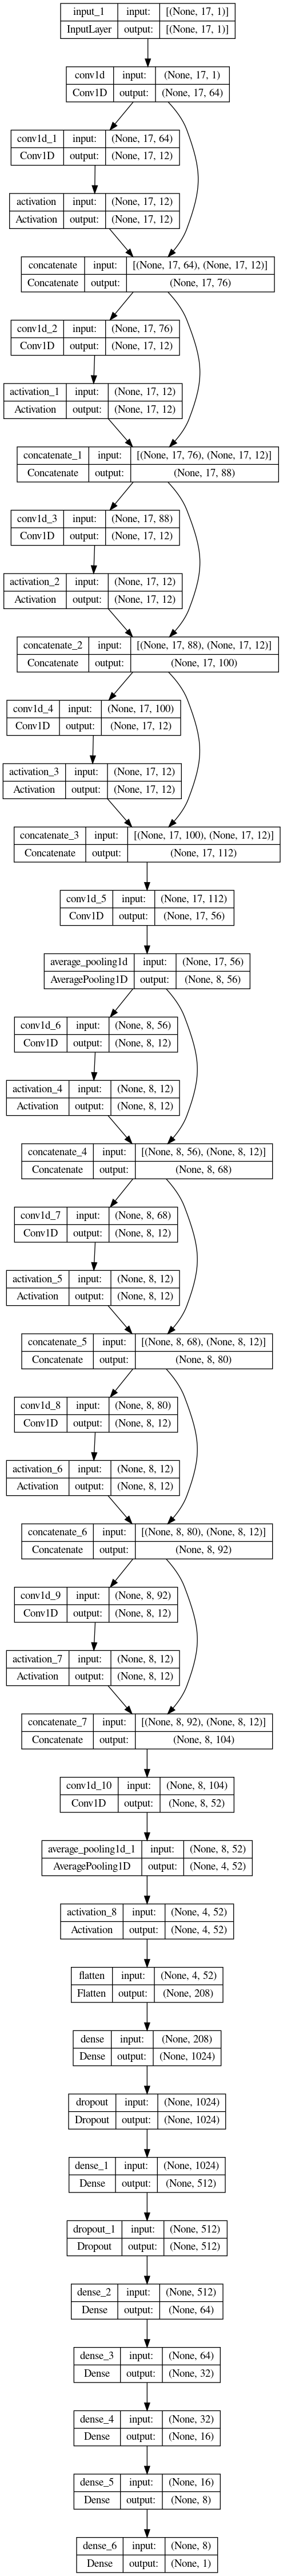 input_1 input: [(None, 17, 1)]
InputLayer output: [(None, 17, 1)]
conv1d input: (None, 17, 1)
Conv1D output: (None, 17, 64)
conv1d_1 input: (None, 17, 64)
Conv1D output: (None, 17, 12)
activation input: (None, 17, 12)
Activation output: (None, 17, 12)
concatenate input: [(None, 17, 64), (None, 17, 12)]
Concatenate output: (None, 17, 76)
conv1d_2 input: (None, 17, 76)
Conv1D output: (None, 17, 12)
activation_1 input: (None, 17, 12)
Activation output: (None, 17, 12)
concatenate_1 input: [(None, 17, 76), (None, 17, 12)]
Concatenate output: (None, 17, 88)
conv1d_3 input: (None, 17, 88)
Conv1D output: (None, 17, 12)
activation_2 input: (None, 17, 12)
Activation output: (None, 17, 12)
concatenate_2 input: [(None, 17, 88), (None, 17, 12)]
Concatenate output: (None, 17, 100)
conv1d_4 input: (None, 17, 100)
Conv1D output: (None, 17, 12)
activation_3 input: (None, 17, 12)
Activation output: (None, 17, 12)
concatenate_3 input: [(None, 17, 100), (None, 17, 12)]
Concatenate output: (None, 17, 112)
conv1d_5 input: (None, 17, 112)
Conv1D output: (None, 17, 56)
average_pooling1d input: (None, 17, 56)
AveragePooling1D output: (None, 8, 56)
conv1d_6 input: (None, 8, 56)
Conv1D output: (None, 8, 12)
activation_4 input: (None, 8, 12)
Activation output: (None, 8, 12)
concatenate_4 input: [(None, 8, 56), (None, 8, 12)]
Concatenate output: (None, 8, 68)
conv1d_7 input: (None, 8, 68)
Conv1D output: (None, 8, 12)
activation_5 input: (None, 8, 12)
Activation output: (None, 8, 12)
concatenate_5 input: [(None, 8, 68), (None, 8, 12)]
Concatenate output: (None, 8, 80)
conv1d_8 input: (None, 8, 80)
Conv1D output: (None, 8, 12)
activation_6 input: (None, 8, 12)
Activation output: (None, 8, 12)
concatenate_6 input: [(None, 8, 80), (None, 8, 12)]
Concatenate output: (None, 8, 92)
conv1d_9 input: (None, 8, 92)
Conv1D output: (None, 8, 12)
activation_7 input: (None, 8, 12)
Activation output: (None, 8, 12)
concatenate_7 input: [(None, 8, 92), (None, 8, 12)]
Concatenate output: (None, 8, 104)
conv1d_10 input: (None, 8, 104)
Conv1D output: (None, 8, 52)
average_pooling1d_1 input: (None, 8, 52)
AveragePooling1D output: (None, 4, 52)
activation_8 input: (None, 4, 52)
Activation output: (None, 4, 52)
flatten input: (None, 4, 52)
Flatten output: (None, 208)
dense input: (None, 208)
Dense output: (None, 1024)
dropout input: (None, 1024)
Dropout output: (None, 1024)
dense_1 input: (None, 1024)
Dense output: (None, 512)
dropout_1 input: (None, 512)
Dropout output: (None, 512)
dense_2 input: (None, 512)
Dense output: (None, 64)
dense_3 input: (None, 64)
Dense output: (None, 32)
dense_4 input: (None, 32)
Dense output: (None, 16)
dense_5 input: (None, 16)
Dense output: (None, 8)
dense_6 input: (None, 8)
Dense output: (None, 1)